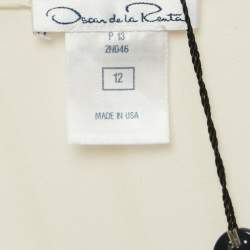 Oscar de la Renta
P 13
2N046
12
MADE IN USA